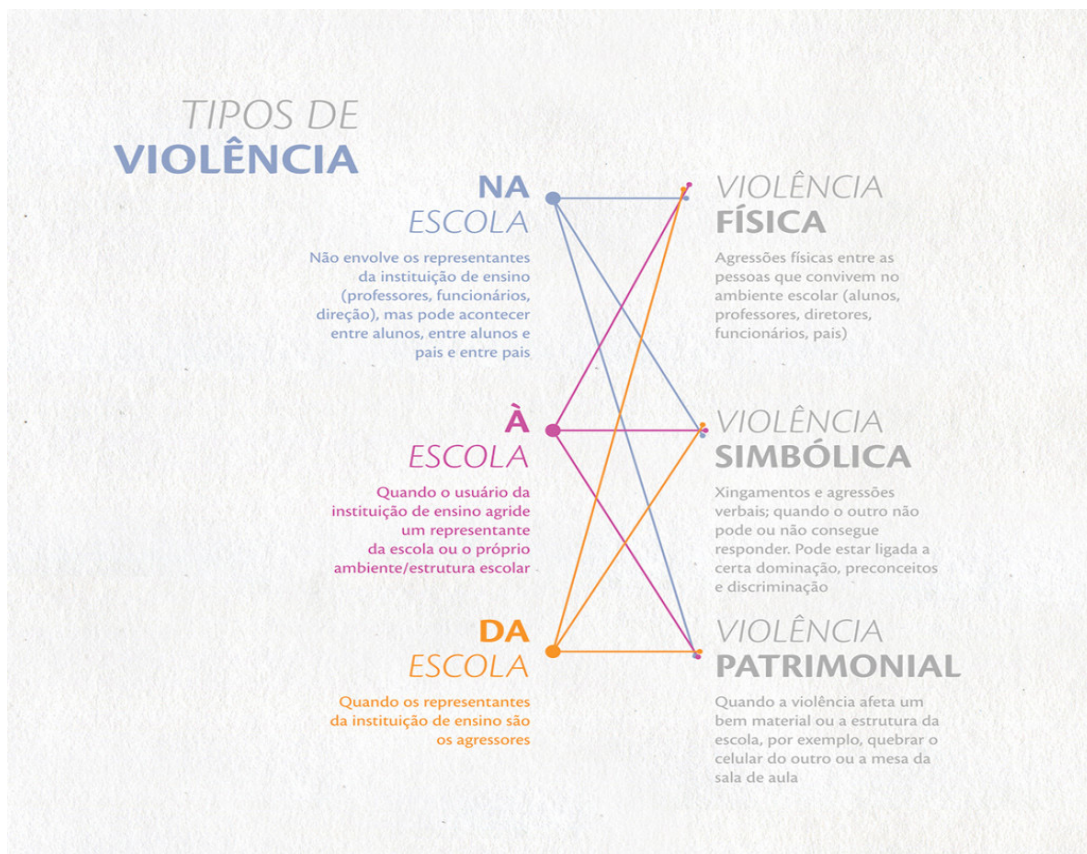 TIPOS DE
VIOLÊNCIA
NA
ESCOLA
Não envolve os representantes
da instituição de ensino
(professores, funcionários,
direção), mas pode acontecer
entre alunos, entre alunos e
pais e entre pais
À
ESCOLA
Quando o usuário da
instituição de ensino agride
um representante
da escola ou o próprio
ambiente/estrutura escolar
DA
ESCOLA
Quando os representantes
da instituição de ensino são
os agressores
VIOLÊNCIA
FÍSICA
Agressões físicas entre as
pessoas que convivem no
ambiente escolar (alunos,
professores, diretores,
funcionários, pais)
VIOLÊNCIA
SIMBÓLICA
Xingamentos e agressões
verbais; quando o outro não
pode ou não consegue
responder. Pode estar ligada a
certa dominação, preconceitos
e discriminação
VIOLÊNCIA
PATRIMONIAL
Quando a violência afeta um
bem material ou a estrutura da
escola, por exemplo, quebrar o
celular do outro ou a mesa da
sala de aula